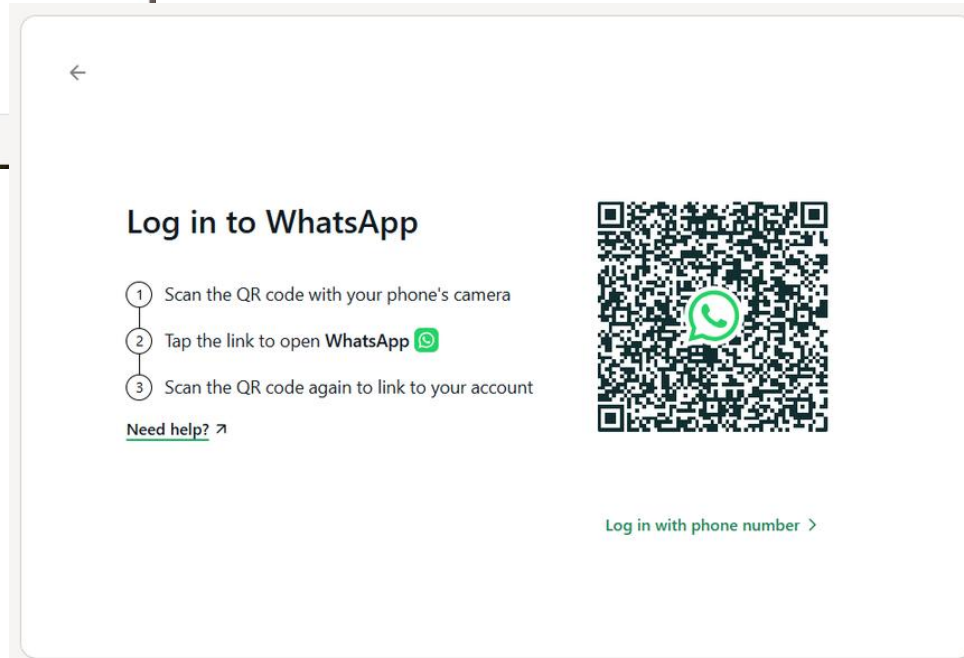 Log in to WhatsApp
1 Scan the QR code with your phone's camera
2 Tap the link to open WhatsApp
3 Scan the QR code again to link to your account
Need help?
Log in with phone number